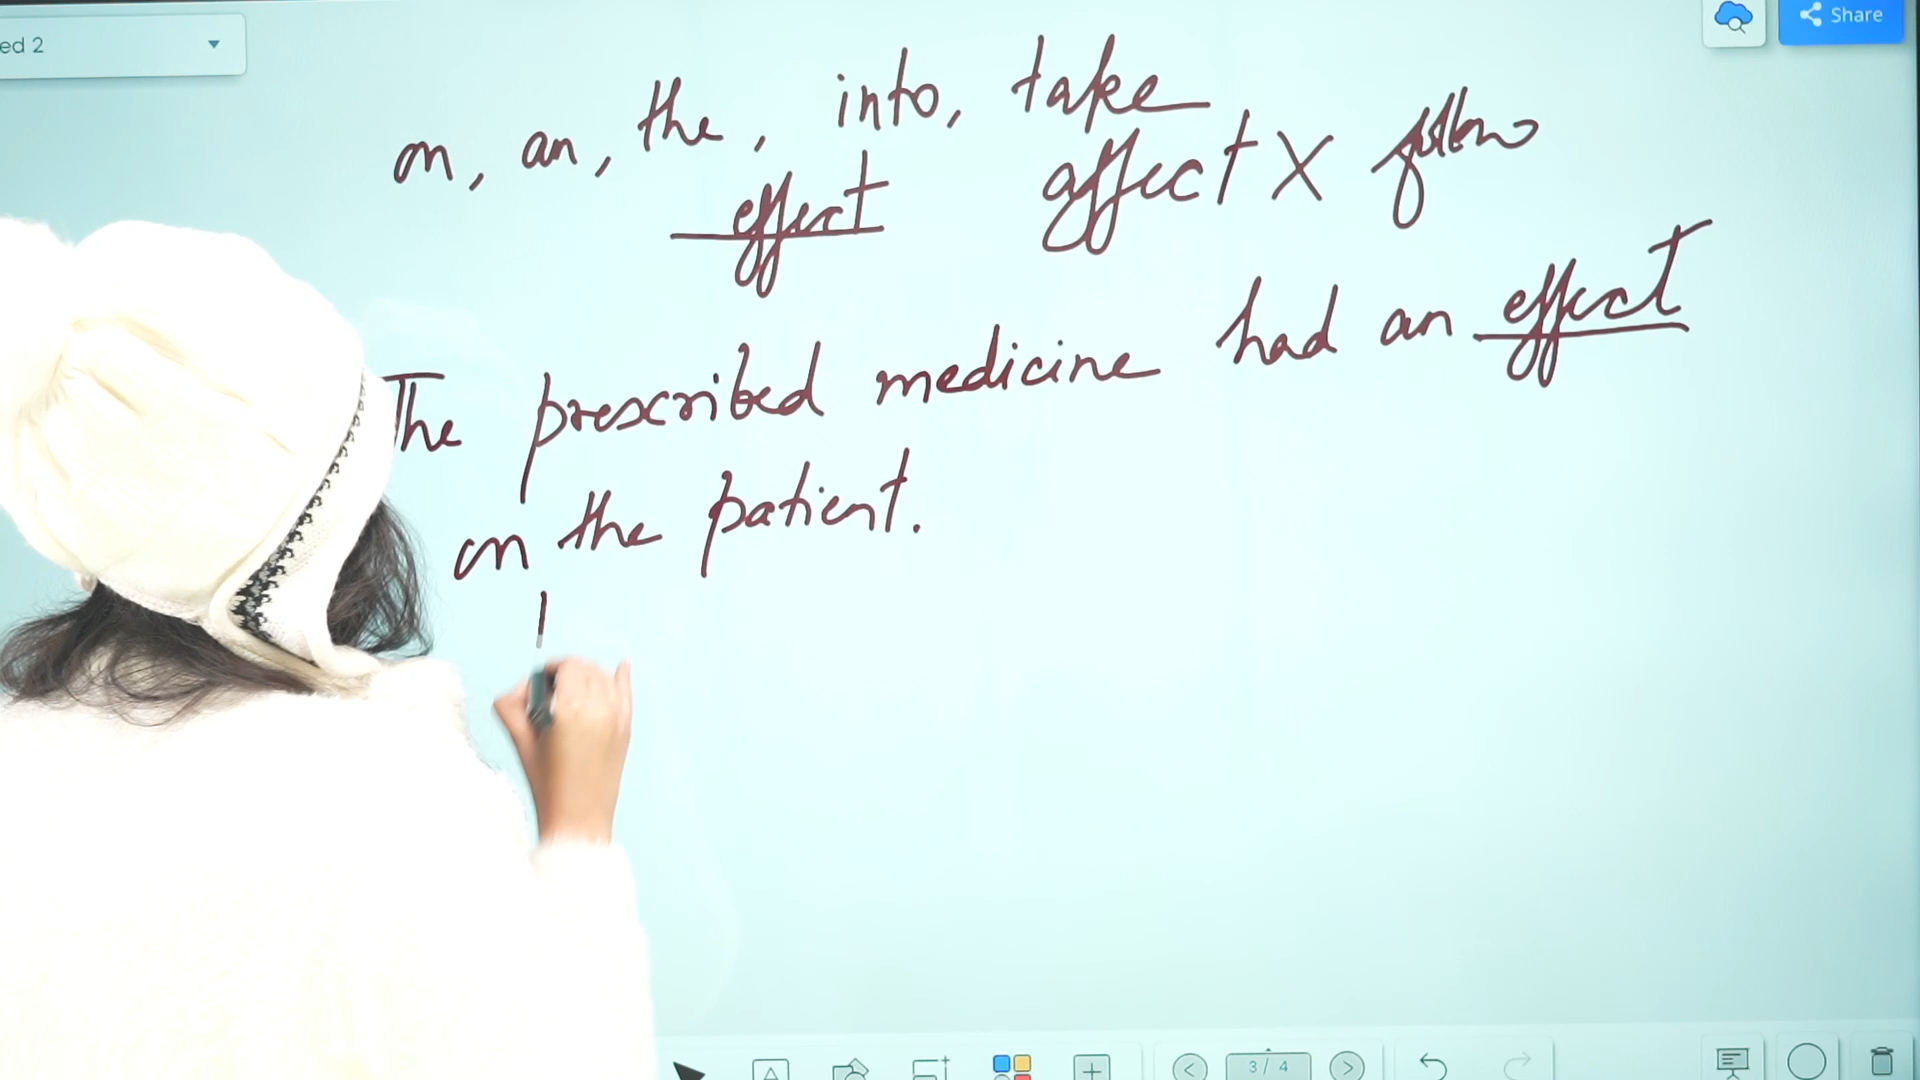 ed 2
Share
on, an, the, into, take
effect affect X follow
The prescribed medicine had an effect
on the patient.
3 / 4